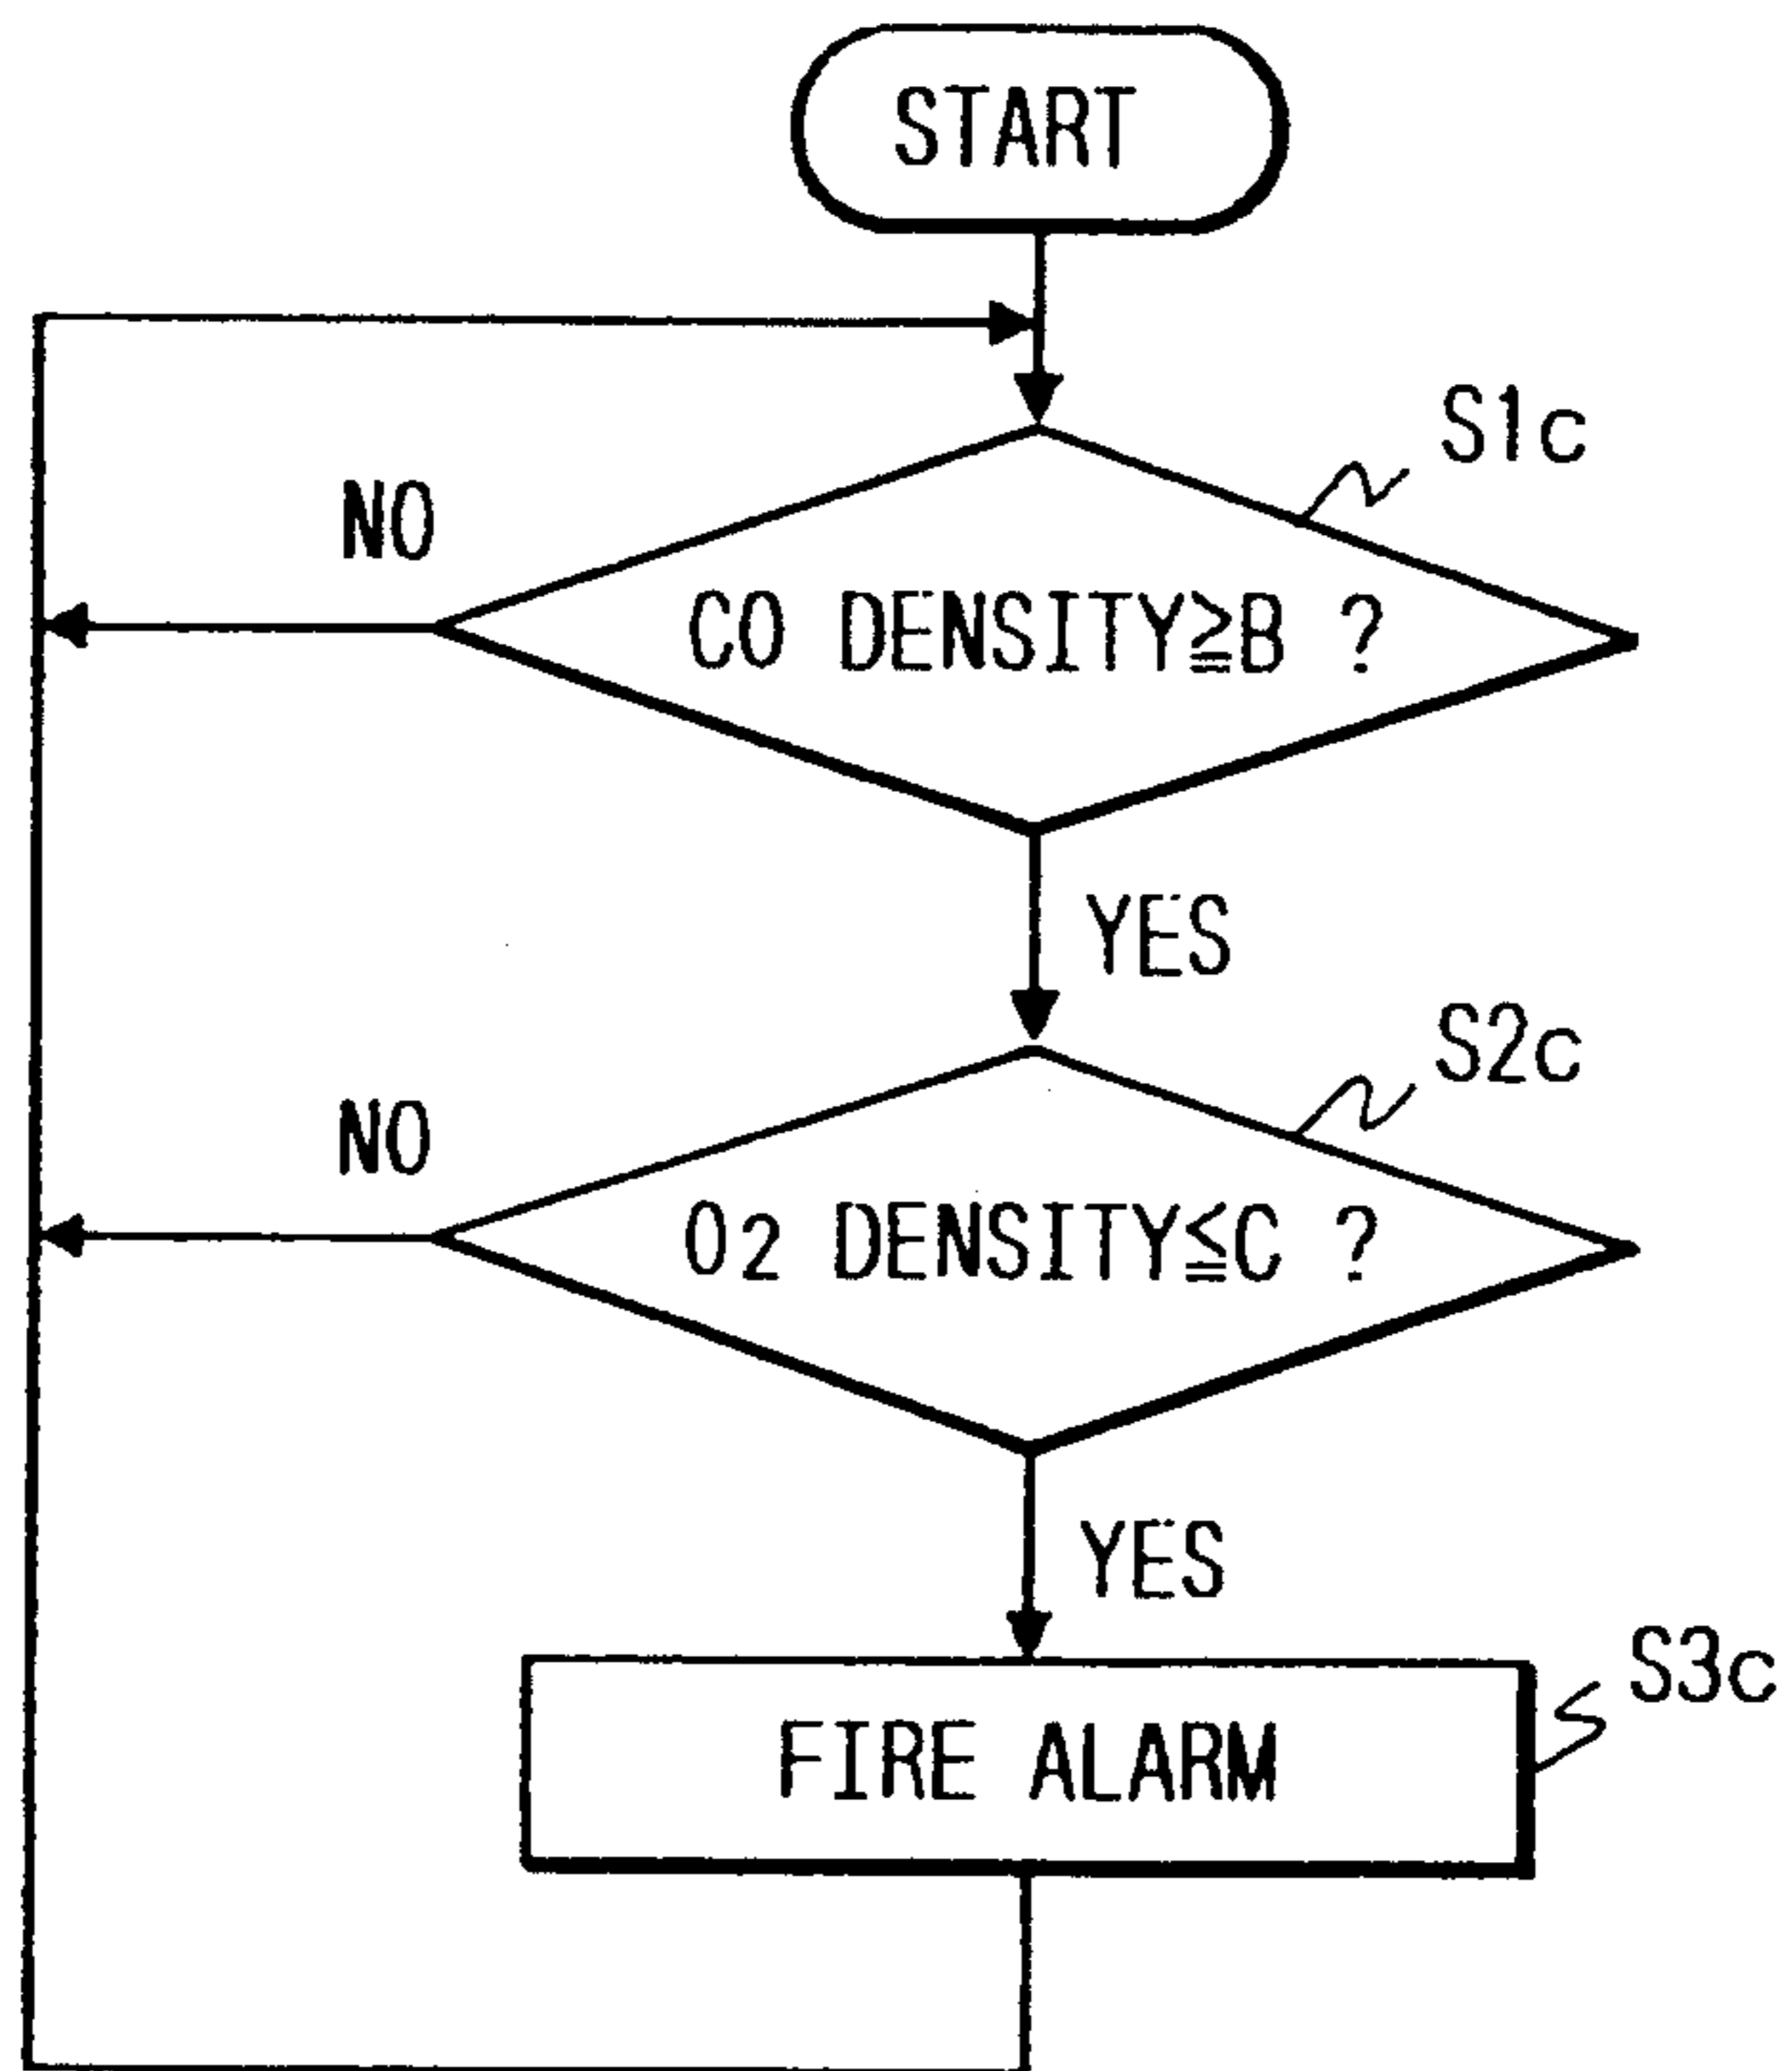 START
S1c
NO
CO DENSITY≧B ?
YES
S2c
NO
O2 DENSITY≦C ?
YES
S3c
FIRE ALARM